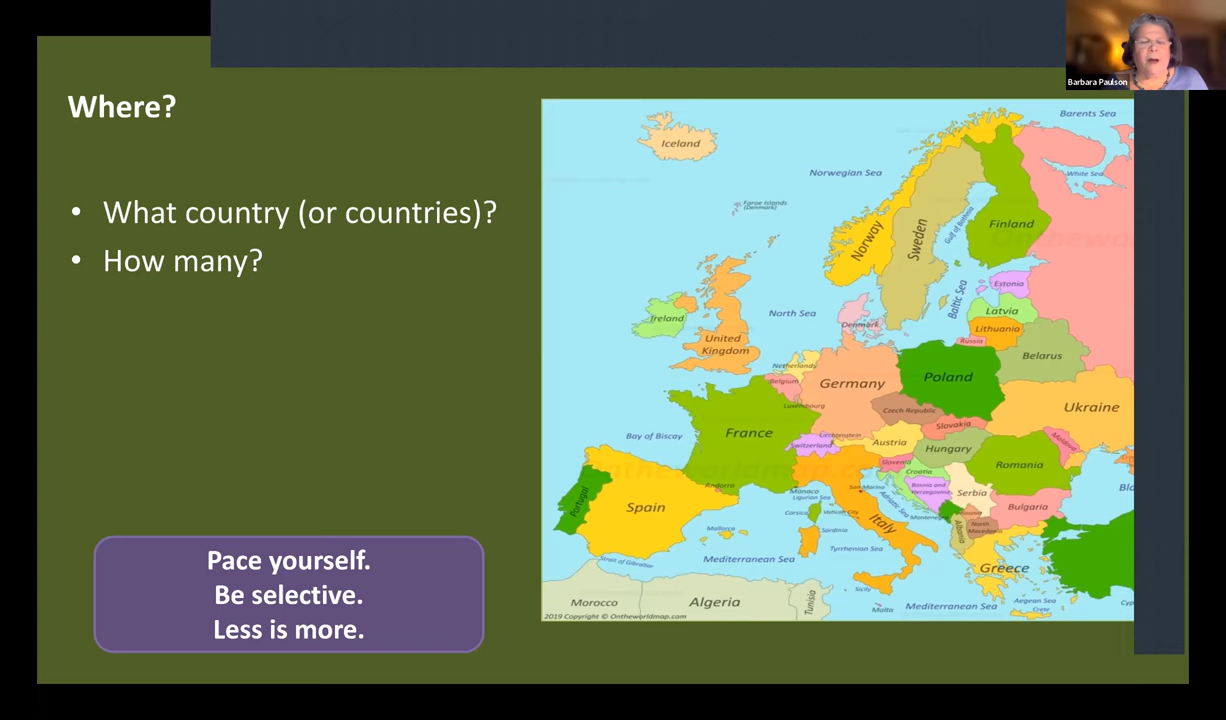 Barbara Paulson
Where?
• What country (or countries)?
• How many?
Pace yourself.
Be selective.
Less is more.
Barents Sea
Iceland
White Sea
Norwegian Sea
Faroe Islands
(Denmark)
Finland
Norway
Sweden
Gulf of Bothnia
Estonia
Baltic Sea
Latvia
North Sea
Ireland
Denmark
Lithuania
United
Kingdom
Russia
Belarus
Netherlands
Belgium
Germany
Poland
Luxembourg
Czech Republic
Ukraine
Slovakia
France
Bay of Biscay
Liechtenstein
Switzerland
Austria
Hungary
Moldova
Slovenia
Romania
Croatia
Andorra
Monaco
Ligurian Sea
San Marino
Bosnia and
Herzegovina
Serbia
Portugal
Spain
Corsica
Vatican City
Adriatic Sea
Bulgaria
Montenegro
Italy
North
Macedonia
Albania
Mallorca
Sardinia
Tyrrhenian Sea
Strait of Gibraltar
Mediterranean Sea
Greece
Sicily
Morocco
Algeria
Tunisia
Malta
Mediterranean Sea
Aegean Sea
Crete
2019 Copyright © Ontheworldmap.com